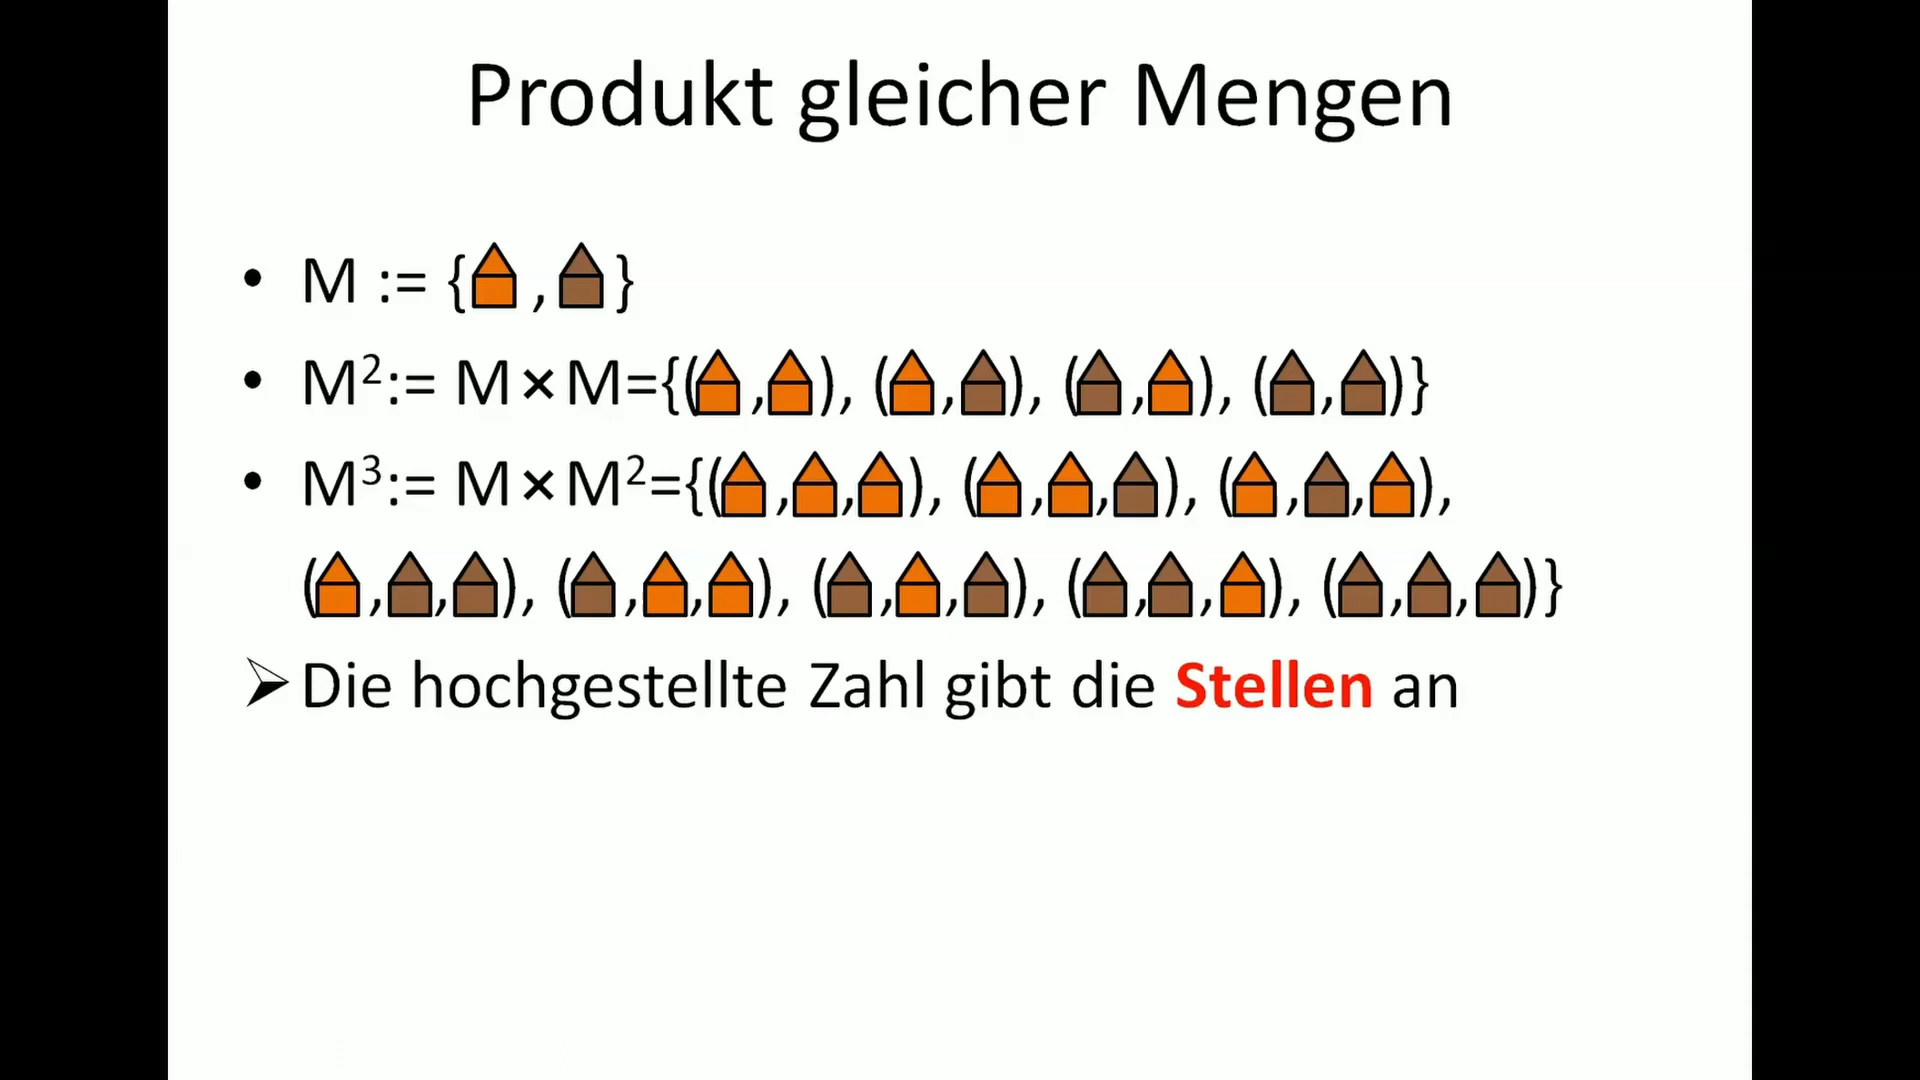 Produkt gleicher Mengen
• M := { , }
• M²:= M×M={( , ), ( , ), ( , ), ( , )}
• M³:= M×M²={( , , ), ( , , ), ( , , ),
( , , ), ( , , ), ( , , ), ( , , )}
➢ Die hochgestellte Zahl gibt die Stellen an